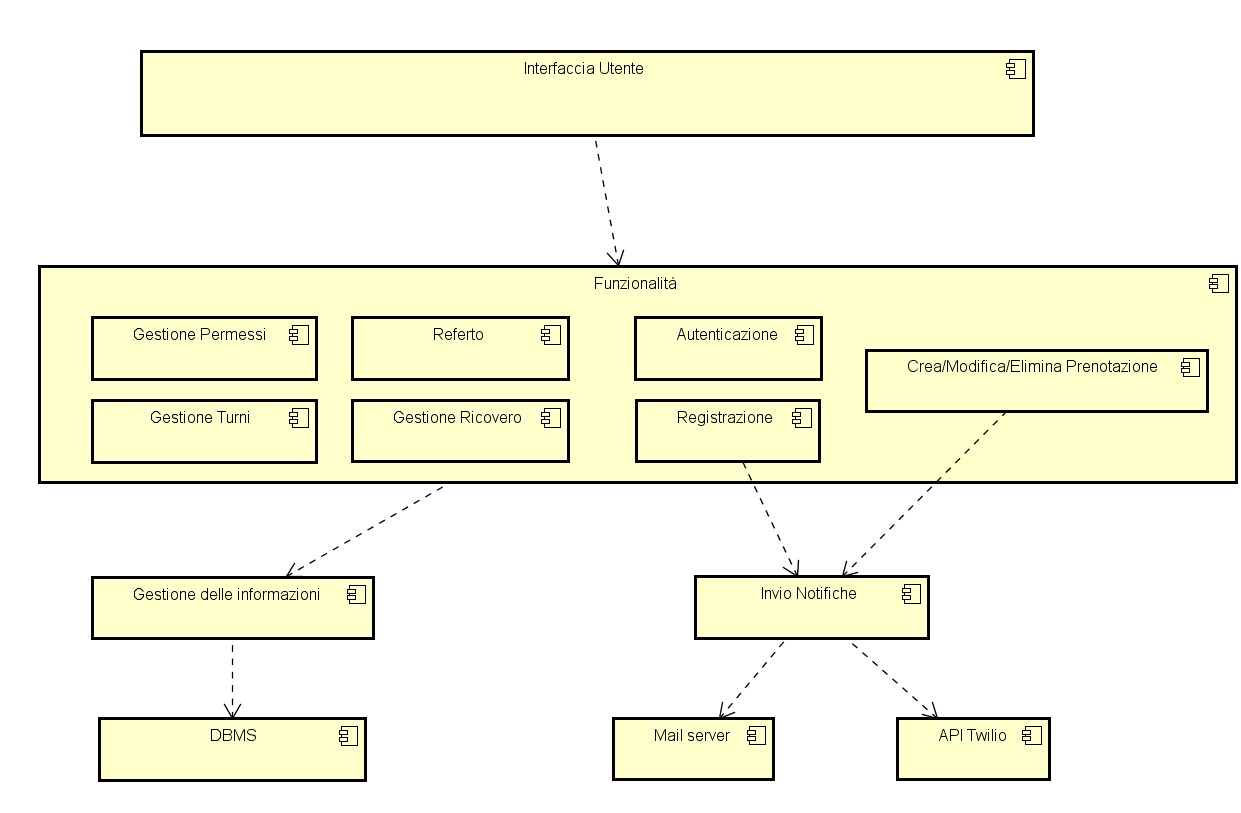 Interfaccia Utente
Funzionalità
Gestione Permessi
Referto
Autenticazione
Crea/Modifica/Elimina Prenotazione
Gestione Turni
Gestione Ricovero
Registrazione
Gestione delle informazioni
Invio Notifiche
DBMS
Mail server
API Twilio